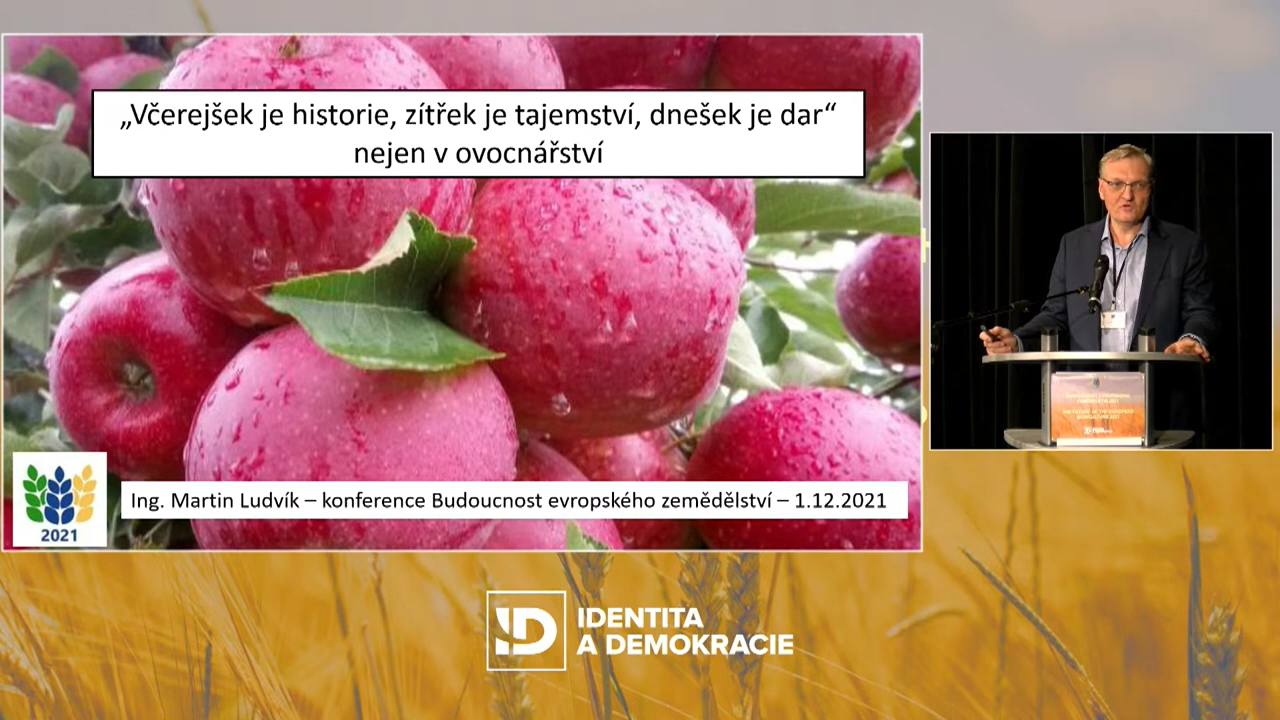 „Včerejšek je historie, zítřek je tajemství, dnešek je dar“
nejen v ovocnářství
2021
Ing. Martin Ludvík – konference Budoucnost evropského zemědělství – 1.12.2021
ID
IDENTITA
A DEMOKRACIE